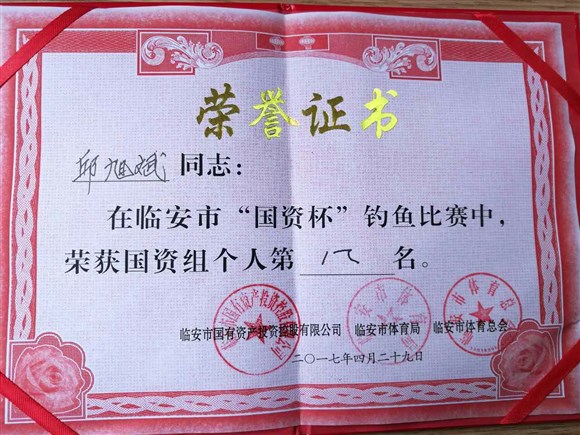 荣誉证书
邱旭斌 同志:
在临安市“国资杯”钓鱼比赛中,
荣获国资组个人第 名。
临安市国有资产投资控股有限公司 临安市体育局 临安市体育总会
二〇一七年四月二十九日